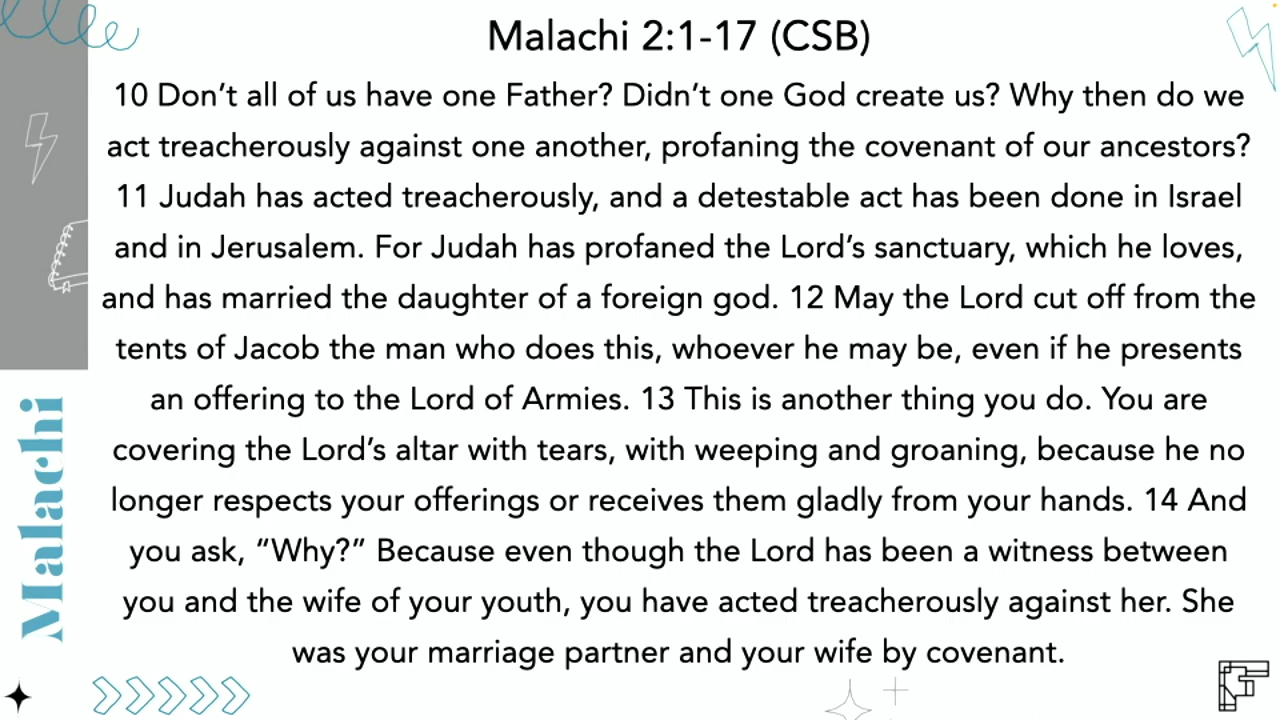 Malachi 2:1-17 (CSB)
10 Don’t all of us have one Father? Didn’t one God create us? Why then do we
act treacherously against one another, profaning the covenant of our ancestors?
11 Judah has acted treacherously, and a detestable act has been done in Israel
and in Jerusalem. For Judah has profaned the Lord’s sanctuary, which he loves,
and has married the daughter of a foreign god. 12 May the Lord cut off from the
tents of Jacob the man who does this, whoever he may be, even if he presents
an offering to the Lord of Armies. 13 This is another thing you do. You are
covering the Lord’s altar with tears, with weeping and groaning, because he no
longer respects your offerings or receives them gladly from your hands. 14 And
you ask, “Why?” Because even though the Lord has been a witness between
you and the wife of your youth, you have acted treacherously against her. She
was your marriage partner and your wife by covenant.
Malachi